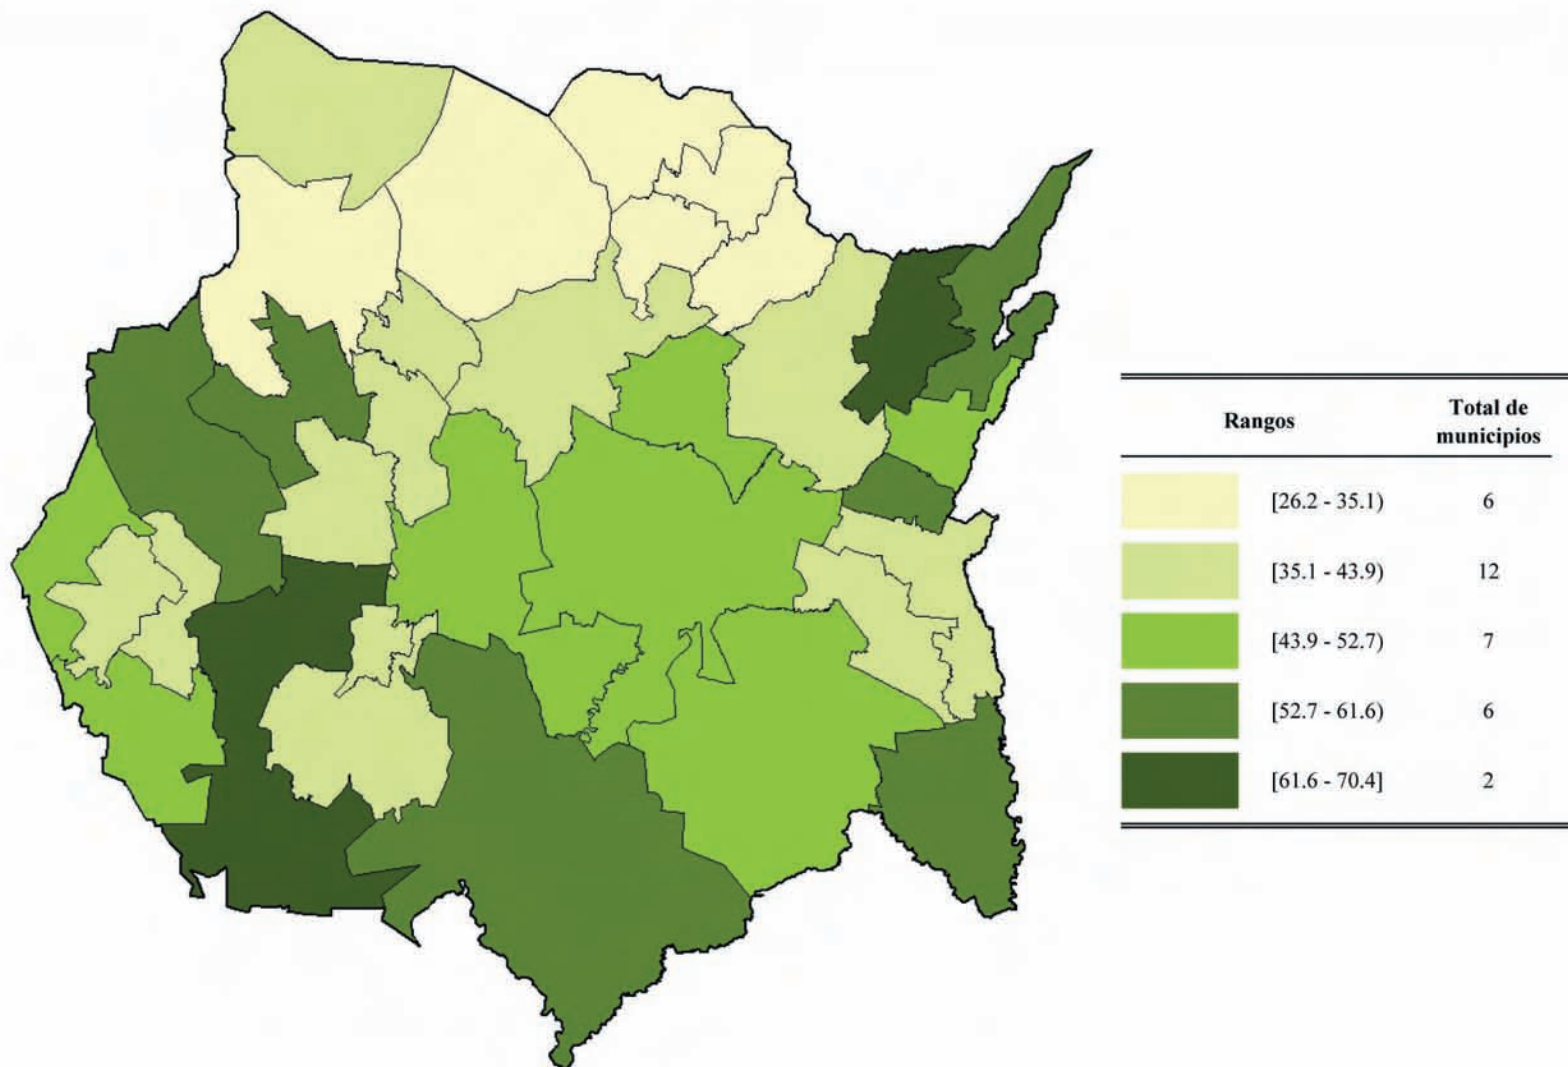 Rangos Total de
municipios
[26.2 - 35.1) 6
[35.1 - 43.9) 12
[43.9 - 52.7) 7
[52.7 - 61.6) 6
[61.6 - 70.4] 2